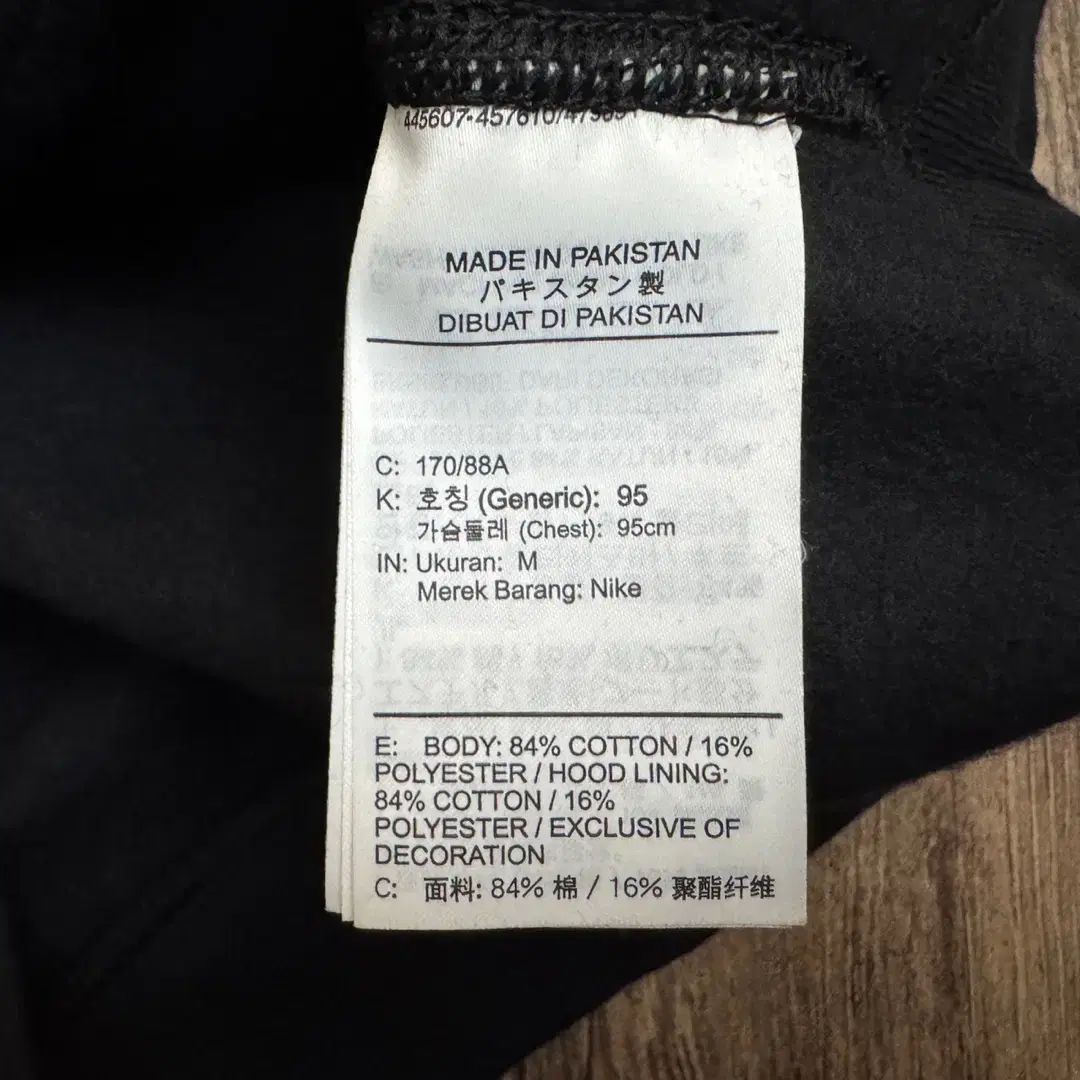 445607-457610/
MADE IN PAKISTAN
パキスタン製
DIBUAT DI PAKISTAN
C: 170/88A
K: 호칭 (Generic): 95
가슴둘레 (Chest): 95cm
IN: Ukuran: M
Merek Barang: Nike
E: BODY: 84% COTTON / 16%
POLYESTER / HOOD LINING:
84% COTTON / 16%
POLYESTER / EXCLUSIVE OF
DECORATION
C: 面料: 84% 棉 / 16% 聚酯纤维